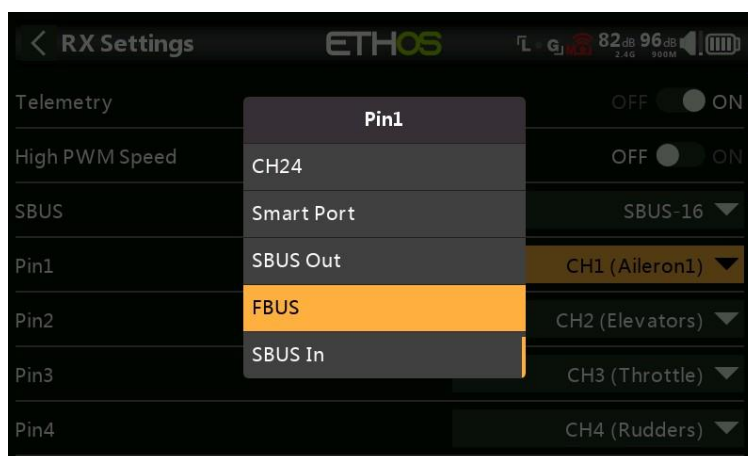 RX Settings
ETHOS
82dB 2.4G 96dB 900M
Telemetry
OFF ON
High PWM Speed
OFF ON
SBUS
SBUS-16
Pin1
CH1 (Aileron1)
Pin2
CH2 (Elevators)
Pin3
CH3 (Throttle)
Pin4
CH4 (Rudders)
Pin1
CH24
Smart Port
SBUS Out
FBUS
SBUS In